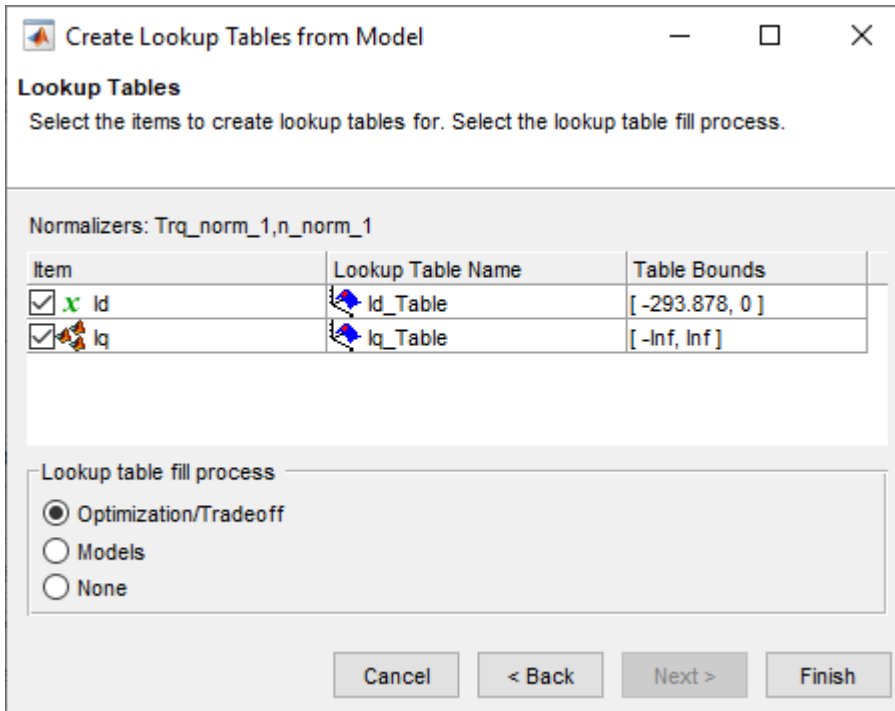 Create Lookup Tables from Model
Lookup Tables
Select the items to create lookup tables for. Select the lookup table fill process.
Normalizers: Trq_norm_1,n_norm_1
Item Lookup Table Name Table Bounds
x Id Id_Table [ -293.878, 0 ]
Iq Iq_Table [ -Inf, Inf ]
Lookup table fill process
Optimization/Tradeoff
Models
None
Cancel < Back Next > Finish